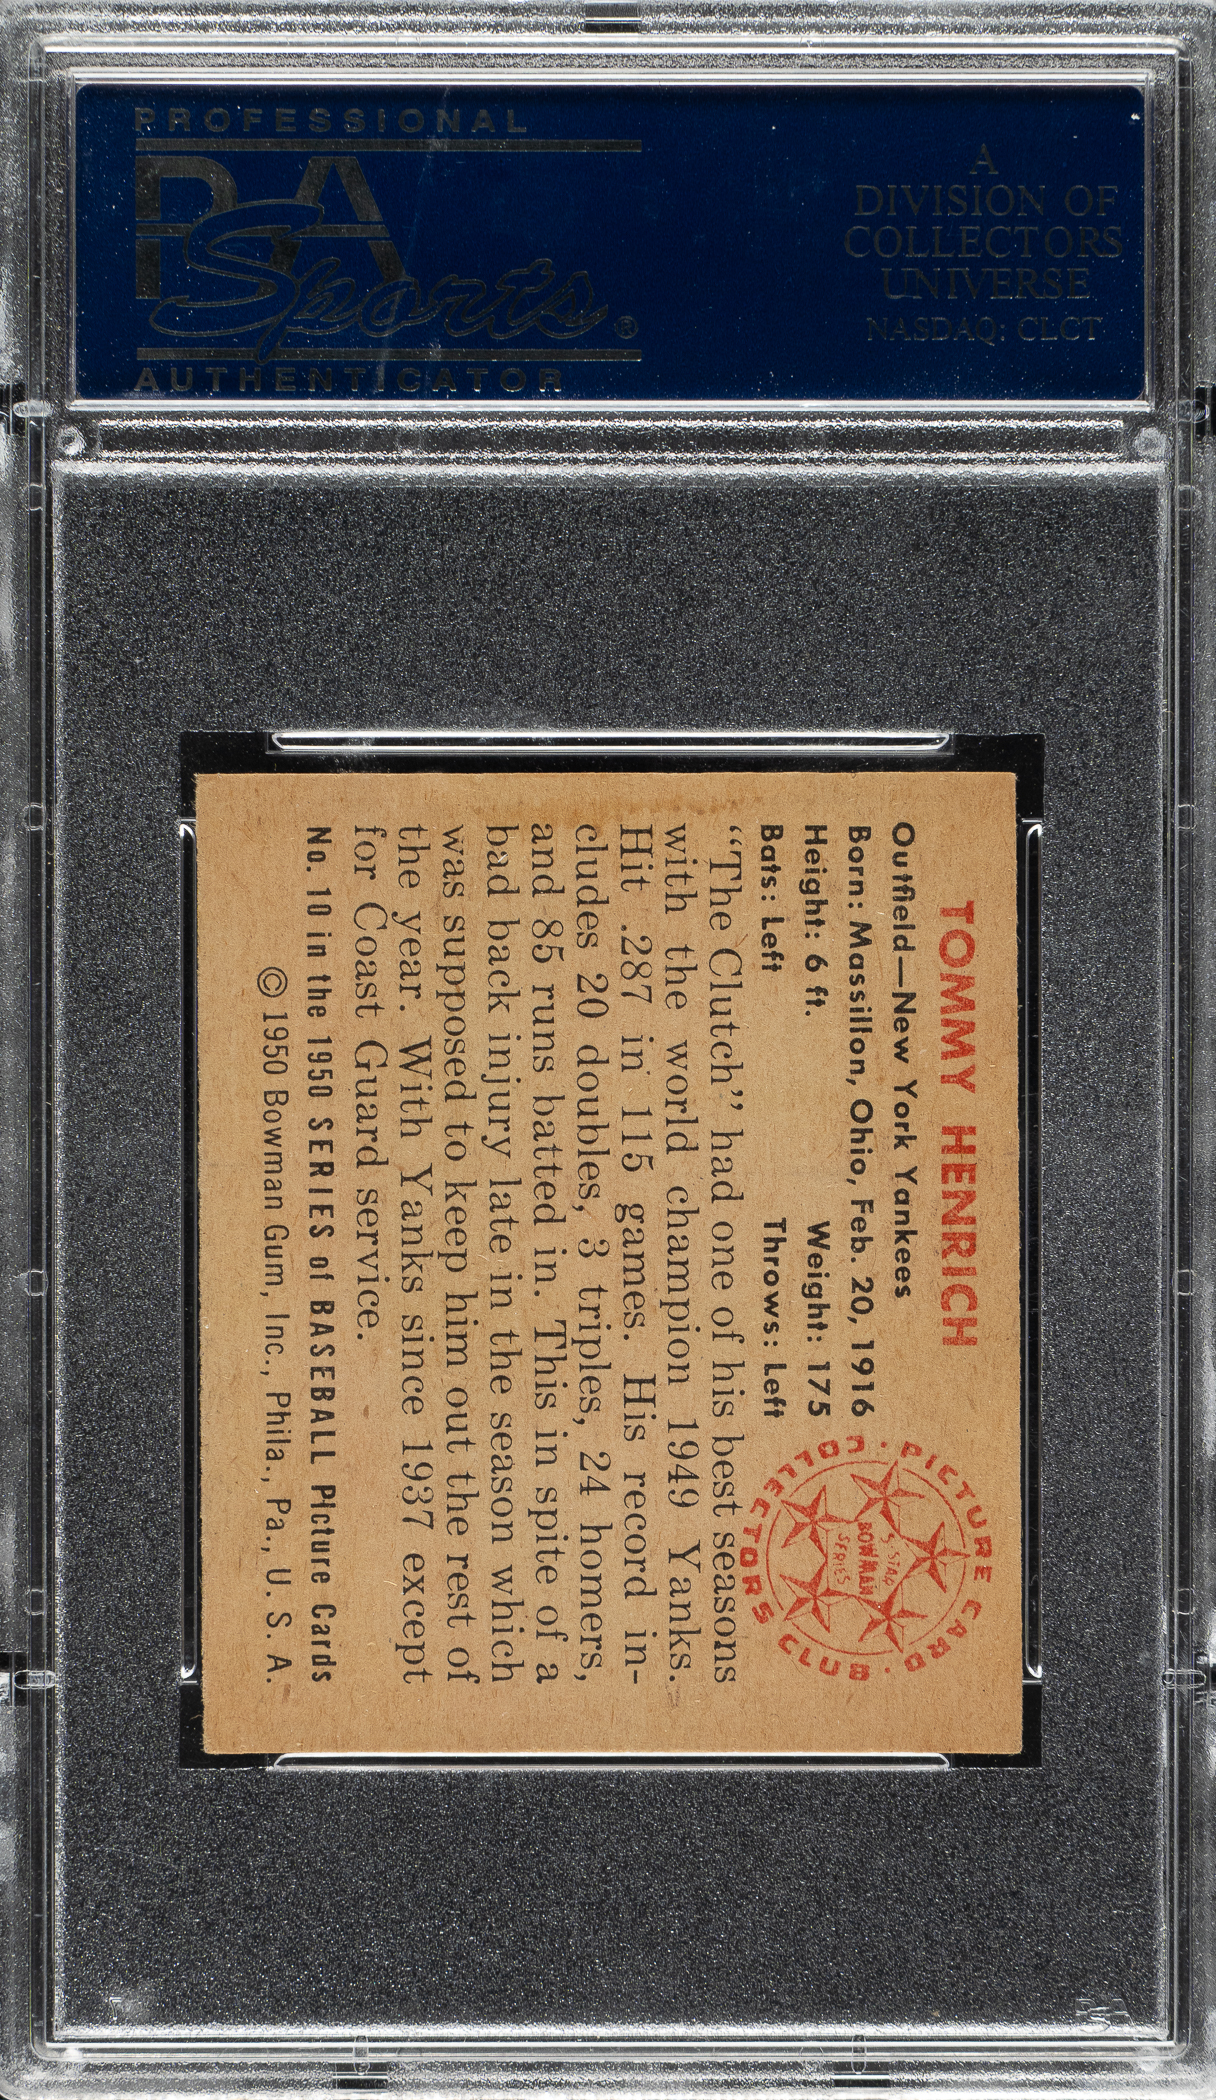 PROFESSIONAL
PSA
Sports®
AUTHENTICATOR
A
DIVISION OF
COLLECTORS
UNIVERSE
NASDAQ: CLCT
TOMMY HENRICH
Outfield—New York Yankees
Born: Massillon, Ohio, Feb. 20, 1916
Height: 6 ft. Weight: 175
Bats: Left Throws: Left
PICTURE CARD
COLLECTORS CLUB
5-STAR
BOWMAN
SERIES
“The Clutch” had one of his best seasons
with the world champion 1949 Yanks.
Hit .287 in 115 games. His record in-
cludes 20 doubles, 3 triples, 24 homers,
and 85 runs batted in. This in spite of a
bad back injury late in the season which
was supposed to keep him out the rest of
the year. With Yanks since 1937 except
for Coast Guard service.
No. 10 in the 1950 SERIES of BASEBALL Picture Cards
© 1950 Bowman Gum, Inc., Phila., Pa., U. S. A.
PSA